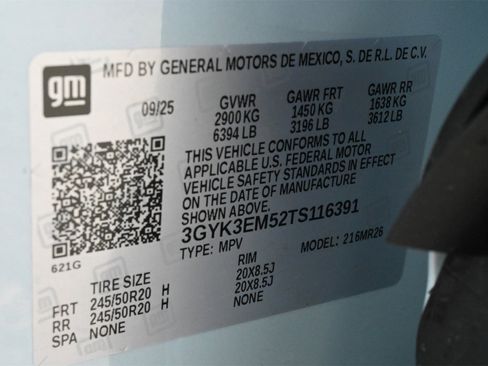 gm
MFD BY GENERAL MOTORS DE MEXICO, S. DE R.L. DE C.V.
09/25 GVWR GAWR FRT GAWR RR
2900 KG 1450 KG 1638 KG
6394 LB 3196 LB 3612 LB
THIS VEHICLE CONFORMS TO ALL
APPLICABLE U.S. FEDERAL MOTOR
VEHICLE SAFETY STANDARDS IN EFFECT
ON THE DATE OF MANUFACTURE
SHOWN ABOVE.
3GYK3EM52TS116391
TYPE: MPV MODEL: 216MR26
621G
TIRE SIZE RIM
FRT 245/50R20 H 20X8.5J
RR 245/50R20 H 20X8.5J
SPA NONE NONE